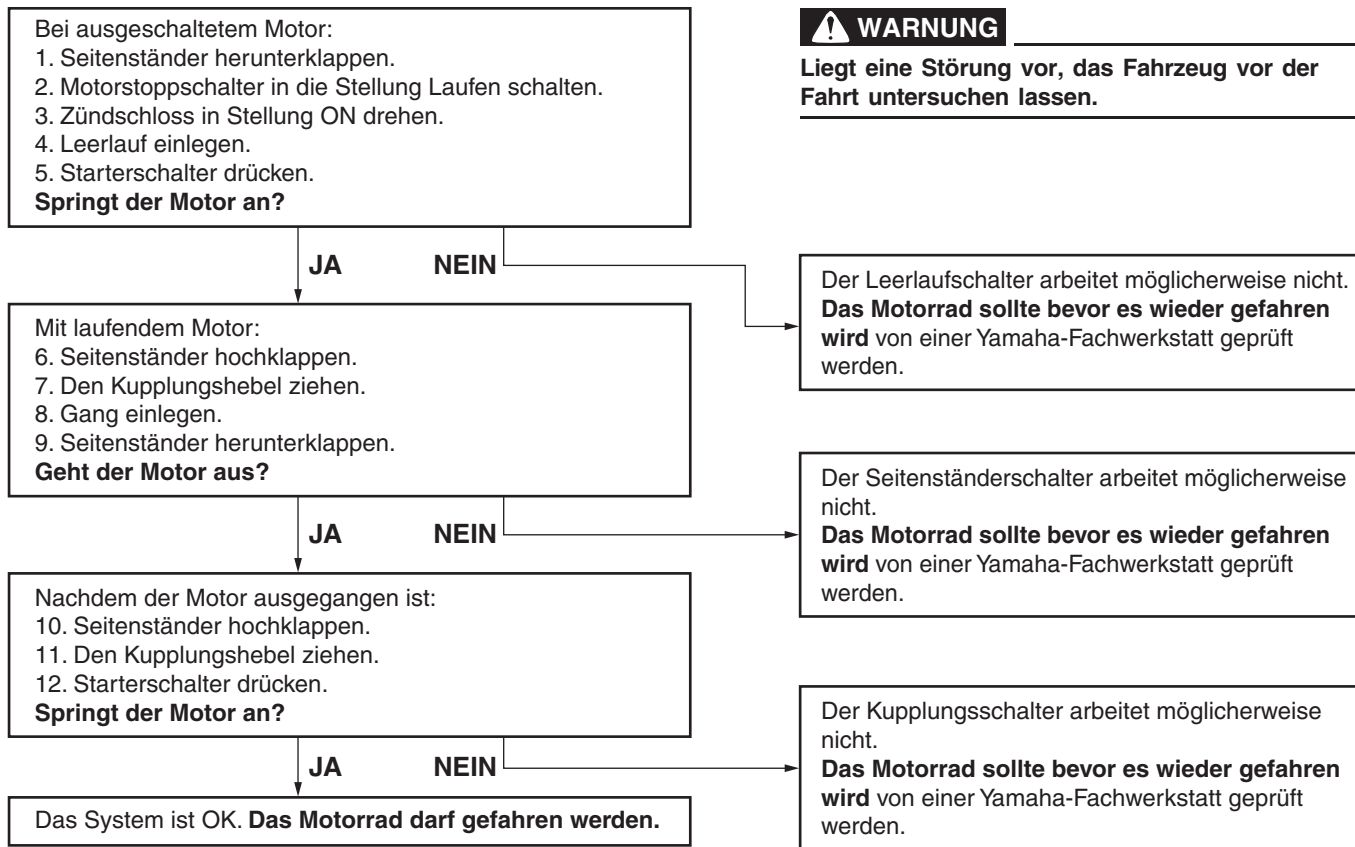 Bei ausgeschaltetem Motor:
1. Seitenständer herunterklappen.
2. Motorstoppschalter in die Stellung Laufen schalten.
3. Zündschloss in Stellung ON drehen.
4. Leerlauf einlegen.
5. Starterschalter drücken.
Springt der Motor an?
WARNUNG
Liegt eine Störung vor, das Fahrzeug vor der
Fahrt untersuchen lassen.
JA
NEIN
Der Leerlaufschalter arbeitet möglicherweise nicht.
Das Motorrad sollte bevor es wieder gefahren
wird von einer Yamaha-Fachwerkstatt geprüft
werden.
Mit laufendem Motor:
6. Seitenständer hochklappen.
7. Den Kupplungshebel ziehen.
8. Gang einlegen.
9. Seitenständer herunterklappen.
Geht der Motor aus?
JA
NEIN
Der Seitenständerschalter arbeitet möglicherweise
nicht.
Das Motorrad sollte bevor es wieder gefahren
wird von einer Yamaha-Fachwerkstatt geprüft
werden.
Nachdem der Motor ausgegangen ist:
10. Seitenständer hochklappen.
11. Den Kupplungshebel ziehen.
12. Starterschalter drücken.
Springt der Motor an?
JA
NEIN
Der Kupplungsschalter arbeitet möglicherweise
nicht.
Das Motorrad sollte bevor es wieder gefahren
wird von einer Yamaha-Fachwerkstatt geprüft
werden.
Das System ist OK. Das Motorrad darf gefahren werden.